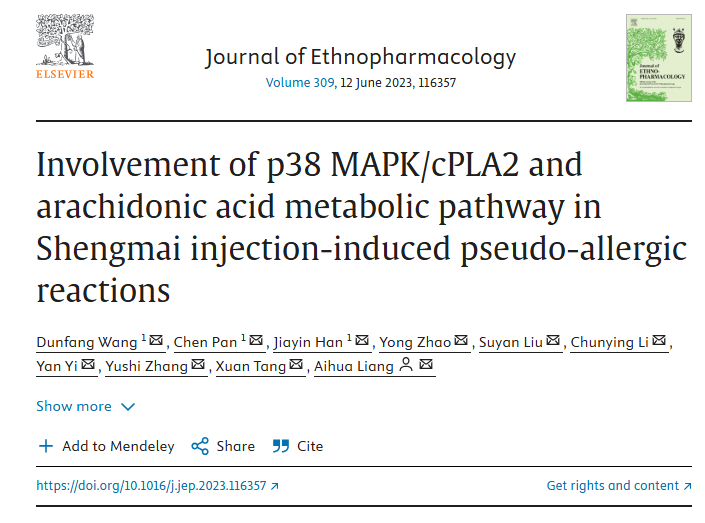 ELSEVIER
Journal of Ethnopharmacology
Volume 309, 12 June 2023, 116357
Journal of
ETHNO-
PHARMACOLOGY
Involvement of p38 MAPK/cPLA2 and
arachidonic acid metabolic pathway in
Shengmai injection-induced pseudo-allergic
reactions
Dunfang Wang 1, Chen Pan 1, Jiayin Han 1, Yong Zhao, Suyan Liu, Chunying Li,
Yan Yi, Yushi Zhang, Xuan Tang, Aihua Liang
Show more
Add to Mendeley Share Cite
https://doi.org/10.1016/j.jep.2023.116357 ↗ Get rights and content ↗